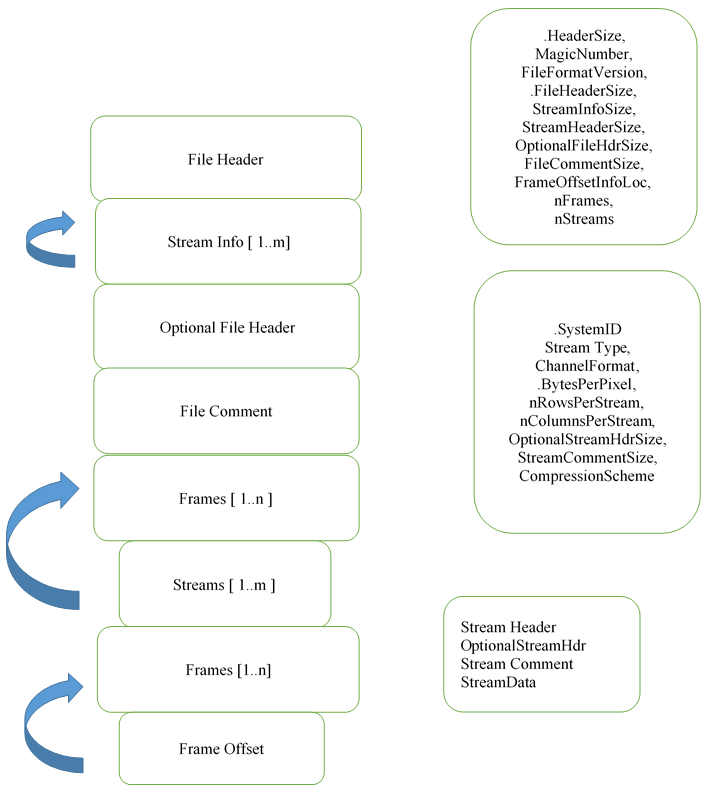 File Header
Stream Info [ 1..m]
Optional File Header
File Comment
Frames [ 1..n ]
Streams [ 1..m ]
Frames [1..n]
Frame Offset
.HeaderSize,
MagicNumber,
FileFormatVersion,
.FileHeaderSize,
StreamInfoSize,
StreamHeaderSize,
OptionalFileHdrSize,
FileCommentSize,
FrameOffsetInfoLoc,
nFrames,
nStreams
.SystemID
Stream Type,
ChannelFormat,
.BytesPerPixel,
nRowsPerStream,
nColumnsPerStream,
OptionalStreamHdrSize,
StreamCommentSize,
CompressionScheme
Stream Header
OptionalStreamHdr
Stream Comment
StreamData